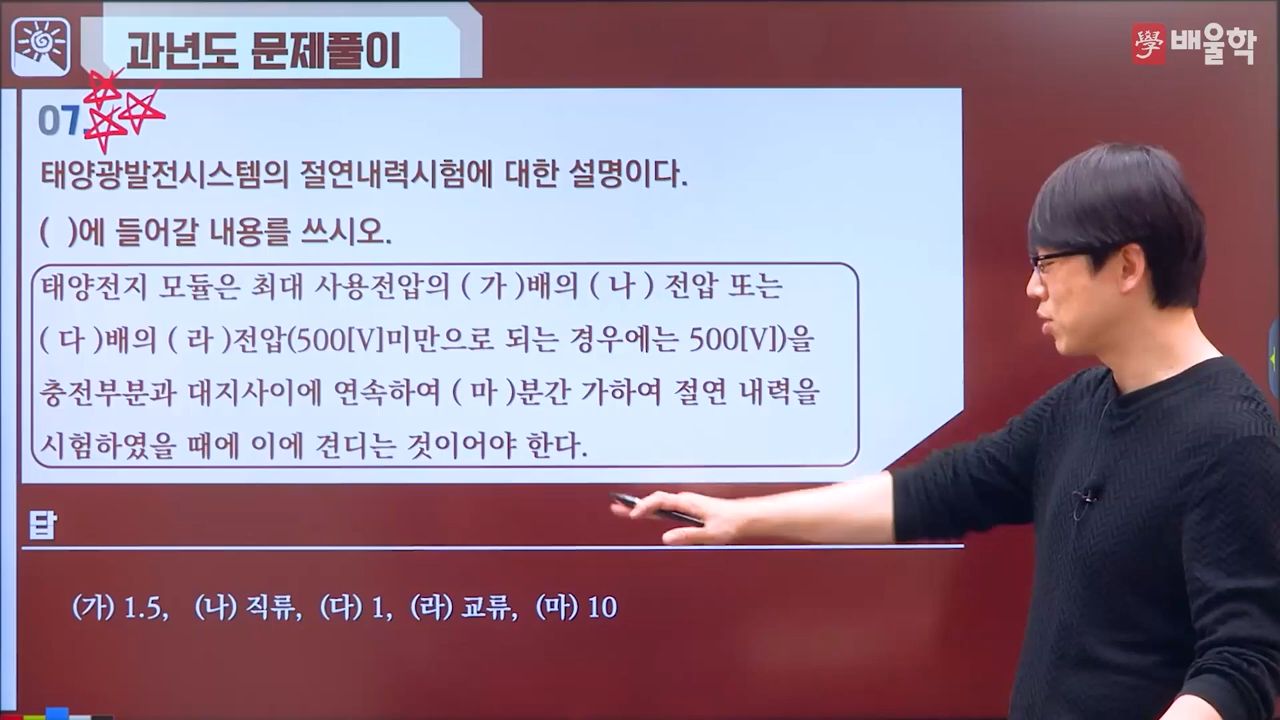 과년도 문제풀이
學 배울학
07.
태양광발전시스템의 절연내력시험에 대한 설명이다.
( )에 들어갈 내용를 쓰시오.
태양전지 모듈은 최대 사용전압의 ( 가 )배의 ( 나 ) 전압 또는
( 다 )배의 ( 라 )전압(500[V]미만으로 되는 경우에는 500[V])을
충전부분과 대지사이에 연속하여 ( 마 )분간 가하여 절연 내력을
시험하였을 때에 이에 견디는 것이어야 한다.
답
(가) 1.5, (나) 직류, (다) 1, (라) 교류, (마) 10